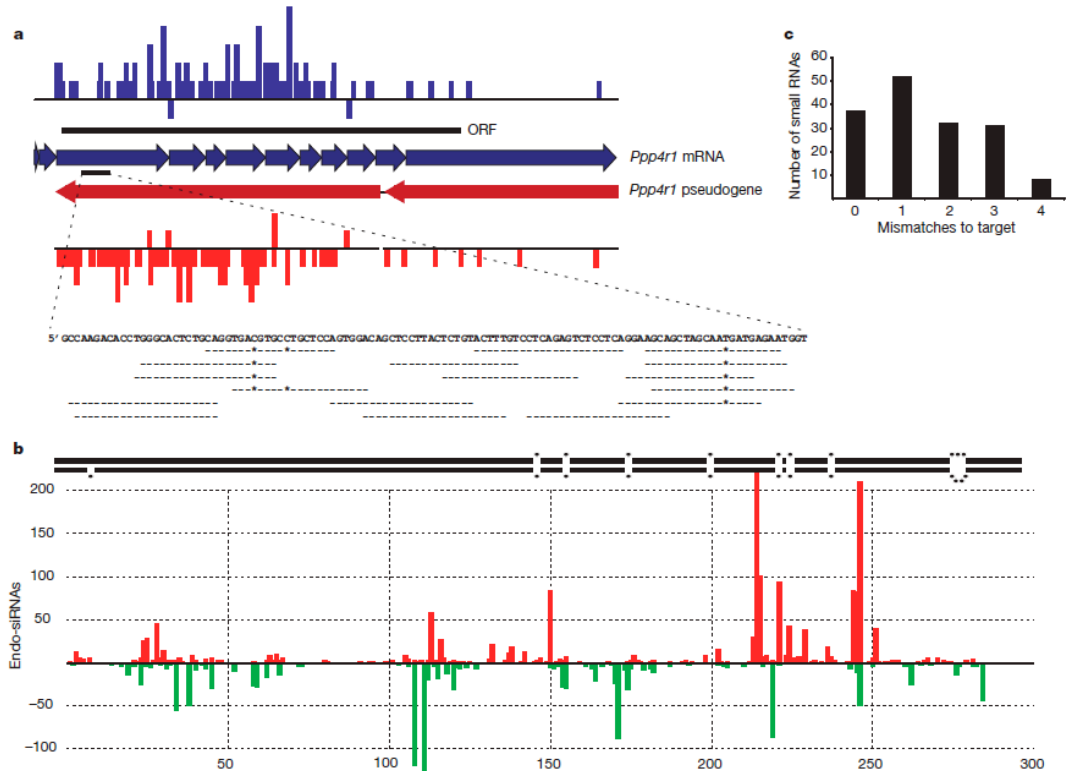 a
ORF
Ppp4r1 mRNA
Ppp4r1 pseudogene
5' GCCAAGACACCTGGGCACTCTGCAGGTGACGTGCCTGCTCCAGTGGACAGCTCCTTACTCTGTACTTTGTCCTCAGAGTCTCCTCAGGAAGCAGCTAGCAATGATGAGAATGGT
c
Number of small RNAs
60
50
40
30
20
10
0 1 2 3 4
Mismatches to target
b
Endo-siRNAs
200
150
100
50
0
−50
−100
50 100 150 200 250 300